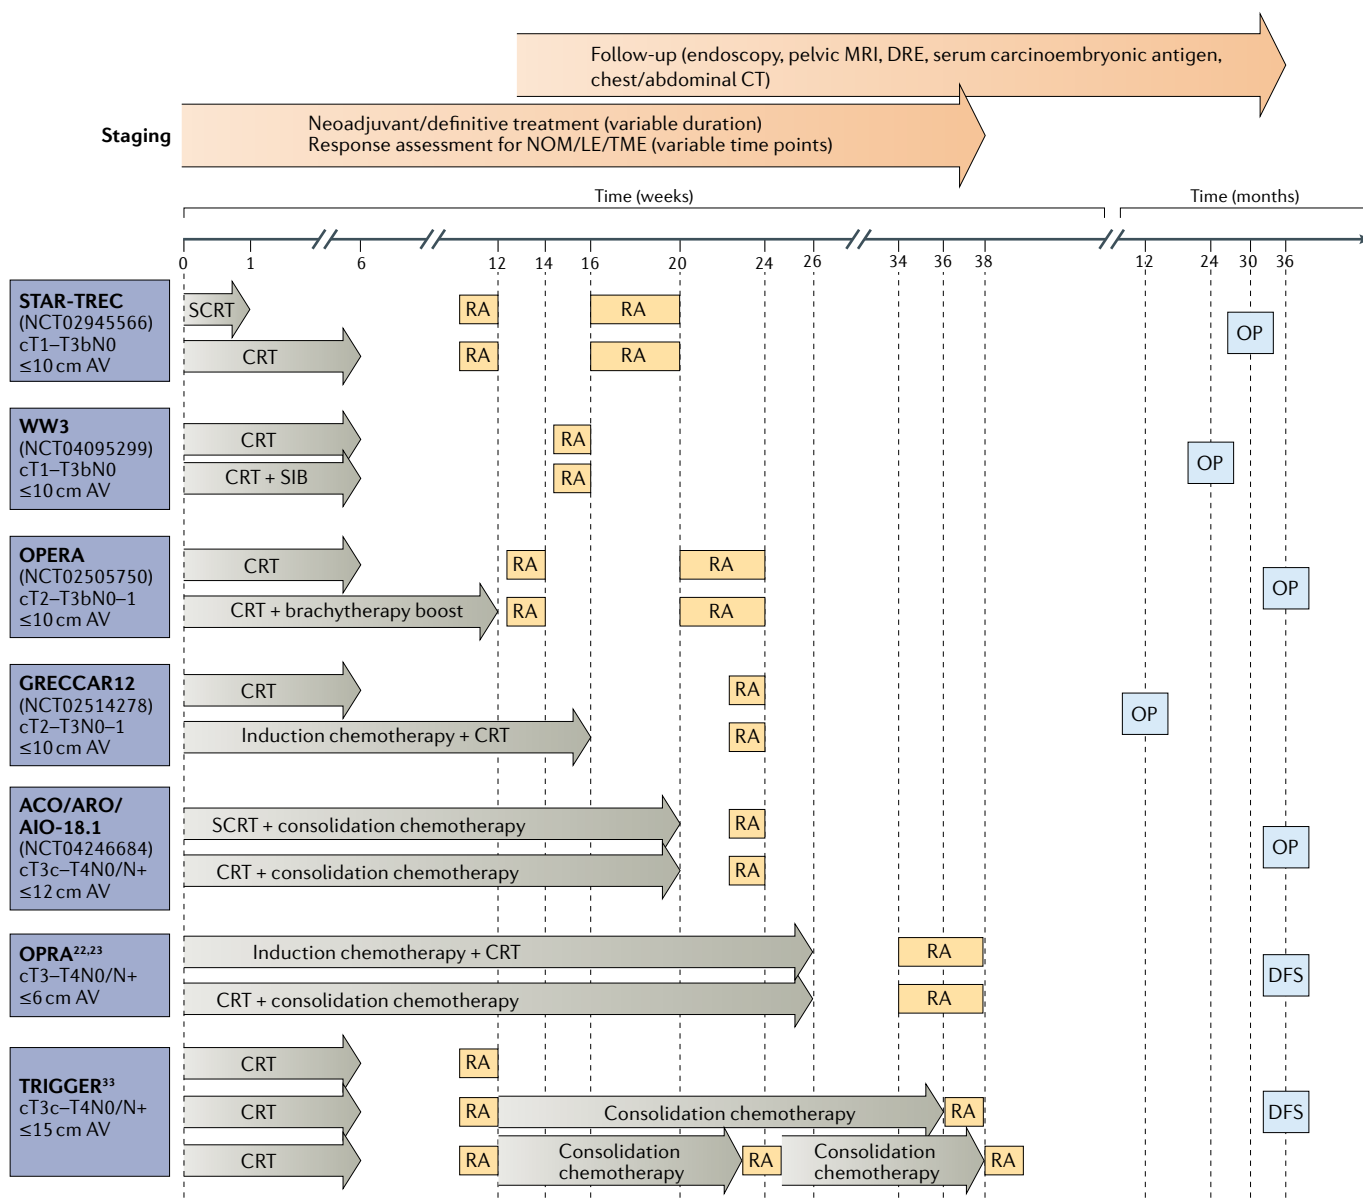 Follow-up (endoscopy, pelvic MRI, DRE, serum carcinoembryonic antigen,
chest/abdominal CT)
Staging
Neoadjuvant/definitive treatment (variable duration)
Response assessment for NOM/LE/TME (variable time points)
Time (weeks)
Time (months)
0 1 6 12 14 16 20 24 26 34 36 38 12 24 30 36
STAR-TREC
(NCT02945566)
cT1–T3bN0
≤10 cm AV
SCRT RA RA
CRT RA RA
OP
WW3
(NCT04095299)
cT1–T3bN0
≤10 cm AV
CRT RA
CRT + SIB RA
OP
OPERA
(NCT02505750)
cT2–T3bN0–1
≤10 cm AV
CRT RA RA
CRT + brachytherapy boost RA RA
OP
GRECCAR12
(NCT02514278)
cT2–T3N0–1
≤10 cm AV
CRT RA
Induction chemotherapy + CRT RA
OP
ACO/ARO/
AIO-18.1
(NCT04246684)
cT3c–T4N0/N+
≤12 cm AV
SCRT + consolidation chemotherapy RA
CRT + consolidation chemotherapy RA
OP
OPRA22,23
cT3–T4N0/N+
≤6 cm AV
Induction chemotherapy + CRT RA
CRT + consolidation chemotherapy RA
DFS
TRIGGER33
cT3c–T4N0/N+
≤15 cm AV
CRT RA
CRT RA Consolidation chemotherapy RA
CRT RA Consolidation
chemotherapy RA Consolidation
chemotherapy RA
DFS